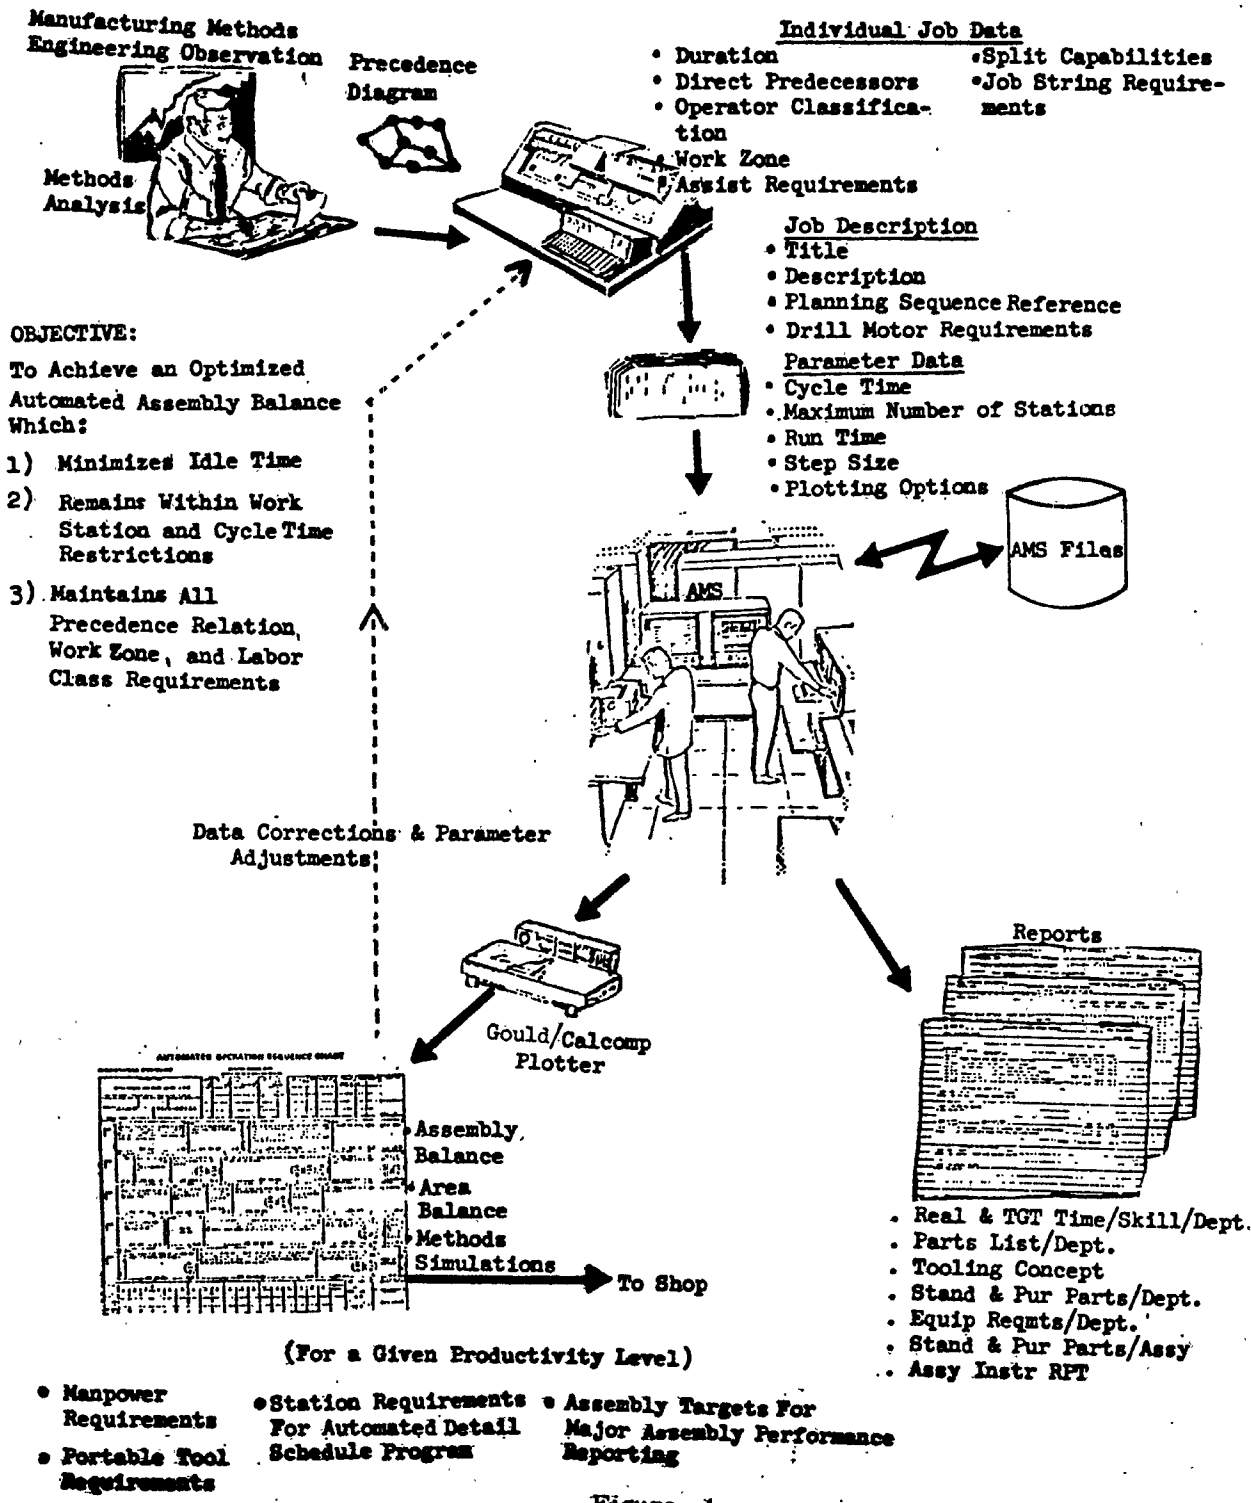 Manufacturing Methods
Engineering Observation
Precedence
Diagram
Methods
Analysis
Individual Job Data
• Duration
• Direct Predecessors
• Operator Classifica-
tion
• Work Zone
• Assist Requirements
• Split Capabilities
• Job String Require-
ments
Job Description
• Title
• Description
• Planning Sequence Reference
• Drill Motor Requirements
Parameter Data
• Cycle Time
• Maximum Number of Stations
• Run Time
• Step Size
• Plotting Options
OBJECTIVE:
To Achieve an Optimized
Automated Assembly Balance
Which:
1) Minimizes Idle Time
2) Remains Within Work
Station and Cycle Time
Restrictions
3) Maintains All
Precedence Relation,
Work Zone, and Labor
Class Requirements
AMS
AMS Files
Data Corrections & Parameter
Adjustments
Gould/Calcomp
Plotter
Reports
AUTOMATED OPERATION SEQUENCE CHART
• Assembly
Balance
• Area
Balance
• Methods
Simulations
To Shop
. Real & TGT Time/Skill/Dept.
. Parts List/Dept.
. Tooling Concept
. Stand & Pur Parts/Dept.
. Equip Reqmts/Dept.
. Stand & Pur Parts/Assy
. Assy Instr RPT
(For a Given Productivity Level)
• Manpower
Requirements
• Portable Tool
Requirements
• Station Requirements
For Automated Detail
Schedule Program
• Assembly Targets For
Major Assembly Performance
Reporting
Figure 1